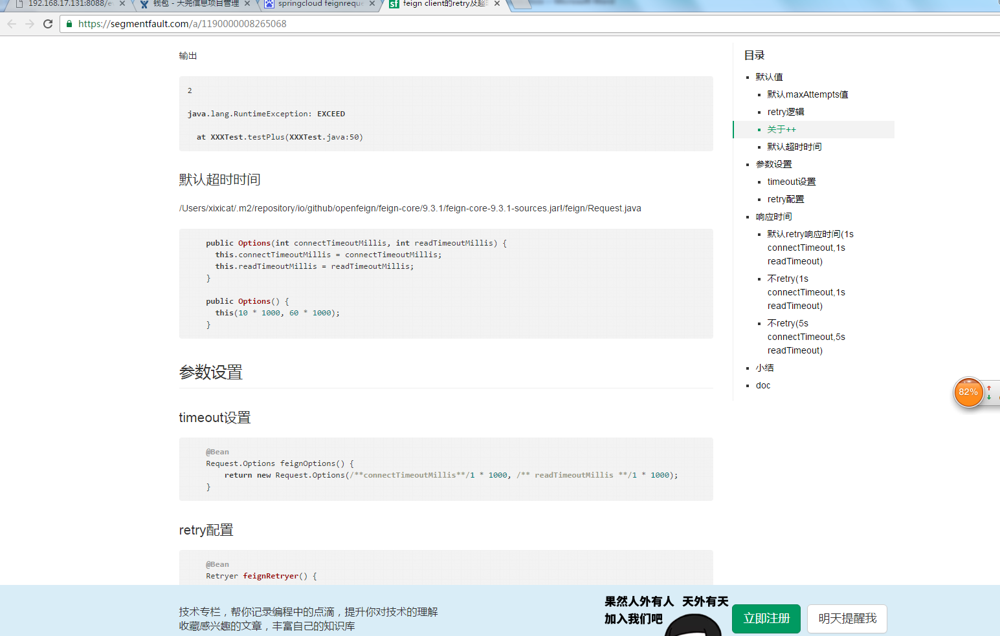 192.168.17.131:8088/e
钱包 - 天尧信息项目管理
springcloud feignreque
feign client的retry及超
https://segmentfault.com/a/1190000008265068
输出
2
java.lang.RuntimeException: EXCEED
at XXXTest.testPlus(XXXTest.java:50)
默认超时时间
/Users/xixicat/.m2/repository/io/github/openfeign/feign-core/9.3.1/feign-core-9.3.1-sources.jar!/feign/Request.java
public Options(int connectTimeoutMillis, int readTimeoutMillis) {
this.connectTimeoutMillis = connectTimeoutMillis;
this.readTimeoutMillis = readTimeoutMillis;
}
public Options() {
this(10 * 1000, 60 * 1000);
}
参数设置
timeout设置
@Bean
Request.Options feignOptions() {
return new Request.Options(/**connectTimeoutMillis**/1 * 1000, /** readTimeoutMillis **/1 * 1000);
}
retry配置
@Bean
Retryer feignRetryer() {
目录
默认值
默认maxAttempts值
retry逻辑
关于++
默认超时时间
参数设置
timeout设置
retry配置
响应时间
默认retry响应时间(1s
connectTimeout,1s
readTimeout)
不retry(1s
connectTimeout,1s
readTimeout)
不retry(5s
connectTimeout,5s
readTimeout)
小结
doc
82%
技术专栏，帮你记录编程中的点滴，提升你对技术的理解
收藏感兴趣的文章，丰富自己的知识库
果然人外有人 天外有天
加入我们吧
立即注册
明天提醒我